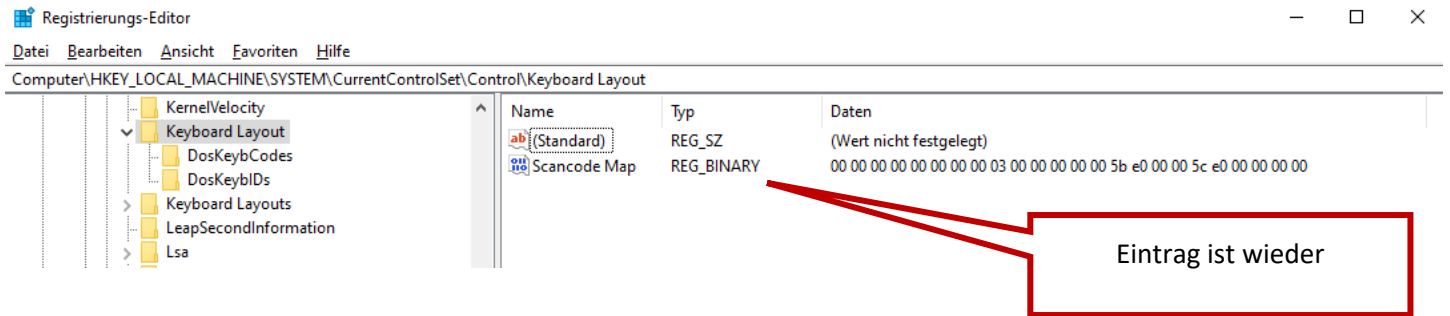 Registrierungs-Editor
Datei Bearbeiten Ansicht Favoriten Hilfe
Computer\HKEY_LOCAL_MACHINE\SYSTEM\CurrentControlSet\Control\Keyboard Layout
KernelVelocity
Keyboard Layout
DosKeybCodes
DosKeybIDs
Keyboard Layouts
LeapSecondInformation
Lsa
Name Typ Daten
(Standard) REG_SZ (Wert nicht festgelegt)
Scancode Map REG_BINARY 00 00 00 00 00 00 00 00 03 00 00 00 00 00 5b e0 00 00 5c e0 00 00 00 00
Eintrag ist wieder